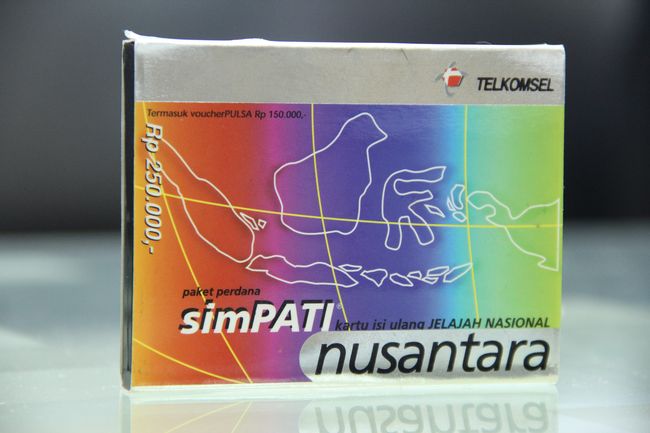 TELKOMSEL
Termasuk voucherPULSA Rp 150.000,-
Rp 250.000,-
paket perdana
simPATI®
kartu isi ulang JELAJAH NASIONAL
nusantara